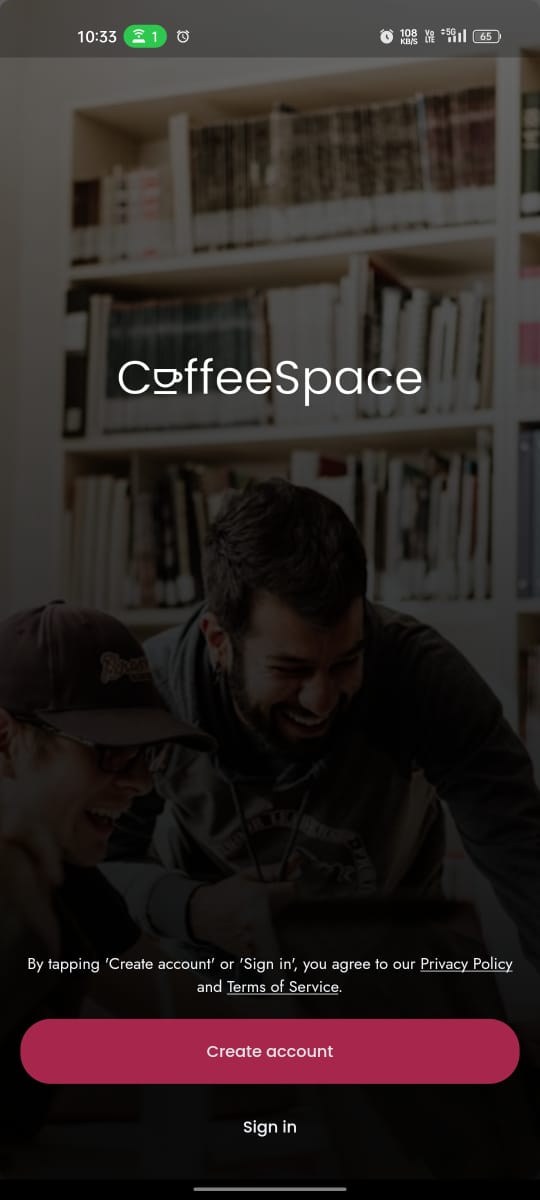 10:33 1 108 KB/S Vo LTE 5G 65
CoffeeSpace
By tapping 'Create account' or 'Sign in', you agree to our Privacy Policy
and Terms of Service.
Create account
Sign in